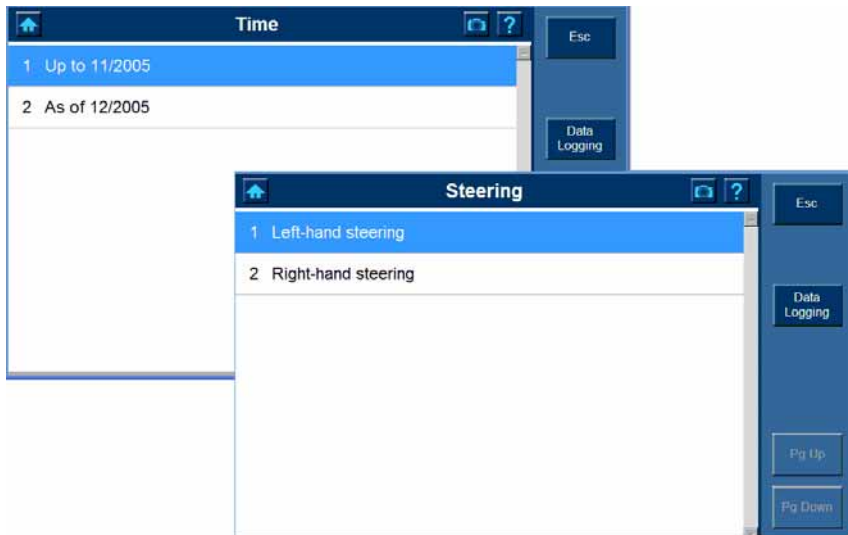 Time
?
Esc
1 Up to 11/2005
2 As of 12/2005
Data
Logging
Steering
?
Esc
1 Left-hand steering
2 Right-hand steering
Data
Logging
Pg Up
Pg Down